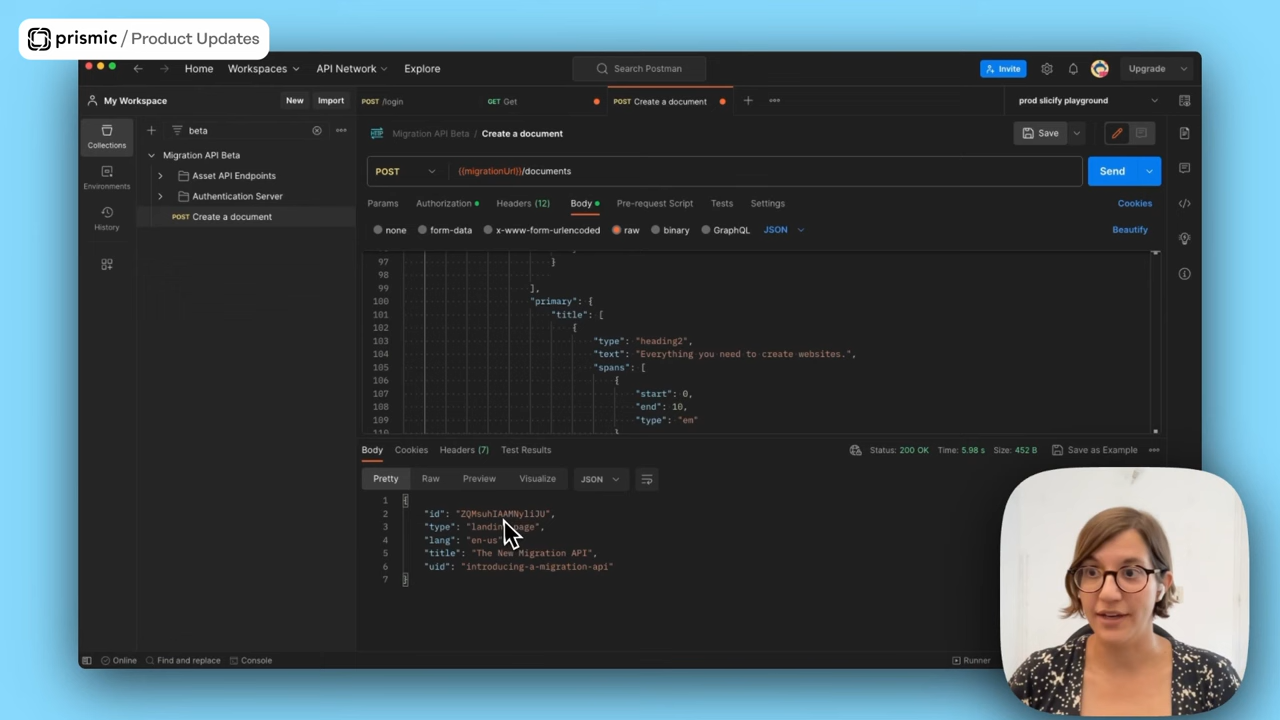 prismic / Product Updates
Home Workspaces API Network Explore Search Postman Invite Upgrade
My Workspace New Import POST /login GET Get POST Create a document prod slicify playground
beta
Collections
Environments
History
Migration API Beta
Asset API Endpoints
Authentication Server
POST Create a document
Migration API Beta / Create a document Save
POST {{migrationUrl}}/documents Send
Params Authorization Headers (12) Body Pre-request Script Tests Settings Cookies
none form-data x-www-form-urlencoded raw binary GraphQL JSON Beautify
97 }
98
99 ],
100 "primary": {
101 "title": [
102 {
103 "type": "heading2",
104 "text": "Everything you need to create websites.",
105 "spans": [
106 {
107 "start": 0,
108 "end": 10,
109 "type": "em"
110 }
Body Cookies Headers (7) Test Results Status: 200 OK Time: 5.98 s Size: 452 B Save as Example
Pretty Raw Preview Visualize JSON
1 {
2 "id": "ZQMsuhIAAMNyliJU",
3 "type": "landing_page",
4 "lang": "en-us",
5 "title": "The New Migration API",
6 "uid": "introducing-a-migration-api"
7 }
Online Find and replace Console Runner